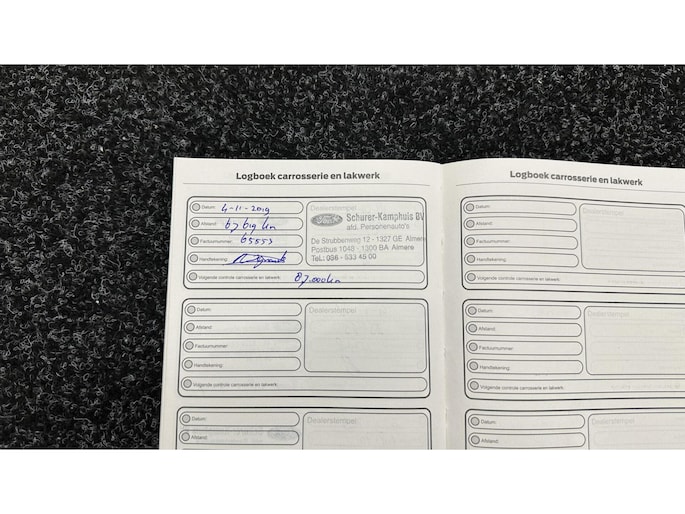 Logboek carrosserie en lakwerk
Datum: 4-11-2019
Afstand: 67 619 km
Factuurnummer: 65553
Handtekening:
Volgende controle carrosserie en lakwerk: 87.000 km
Dealerstempel
Ford Schurer-Kamphuis BV
afd. Personenauto's
De Strubbenweg 12 - 1327 GE Almere
Postbus 1048 - 1300 BA Almere
Tel.: 036 - 533 45 00
Datum:
Afstand:
Factuurnummer:
Handtekening:
Volgende controle carrosserie en lakwerk:
Dealerstempel
Datum:
Afstand:
Dealerstempel
Logboek carrosserie en lakwerk
Datum:
Afstand:
Factuurnummer:
Handtekening:
Volgende controle carrosserie en lakwerk:
Dealerstempel
Datum:
Afstand:
Factuurnummer:
Handtekening:
Volgende controle carrosserie en lakwerk:
Dealerstempel
Datum:
Afstand:
Dealerstempel